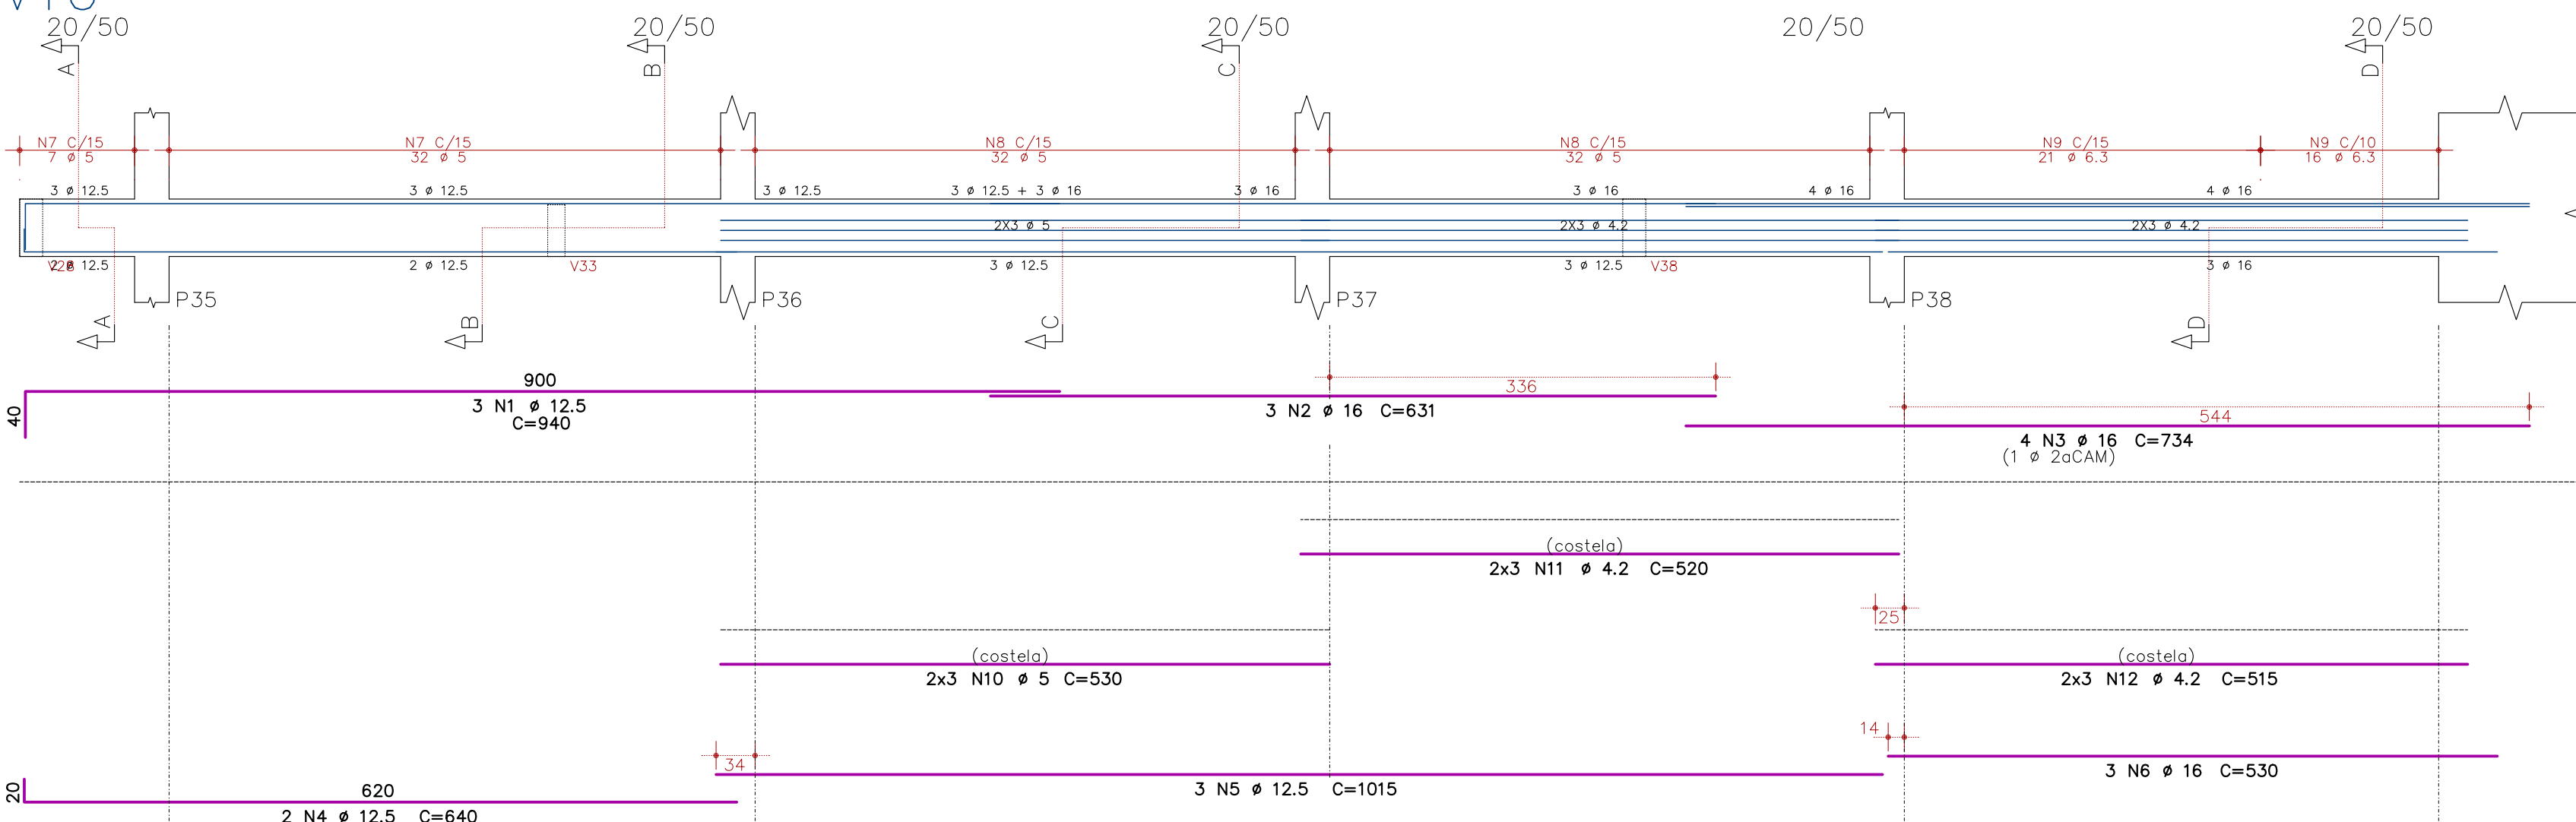 20/50 20/50 20/50 20/50 20/50
A B C D
N7 C/15 N7 C/15 N8 C/15 N8 C/15 N9 C/15 N9 C/10
7 ø 5 32 ø 5 32 ø 5 32 ø 5 21 ø 6.3 16 ø 6.3
3 ø 12.5 3 ø 12.5 3 ø 12.5 3 ø 12.5 + 3 ø 16 3 ø 16 3 ø 16 4 ø 16 4 ø 16
2X3 ø 5 2X3 ø 4.2 2X3 ø 4.2
2 ø 12.5 2 ø 12.5 V33 3 ø 12.5 3 ø 12.5 V38 3 ø 16
P35 P36 P37 P38
A B C D
900 336
40 3 N1 ø 12.5 3 N2 ø 16 C=631 544
C=940
4 N3 ø 16 C=734
(1 ø 2aCAM)
(costela)
2x3 N11 ø 4.2 C=520
25
(costela) (costela)
2x3 N10 ø 5 C=530 2x3 N12 ø 4.2 C=515
14
34
3 N6 ø 16 C=530
20 620 3 N5 ø 12.5 C=1015
2 N4 ø 12.5 C=640